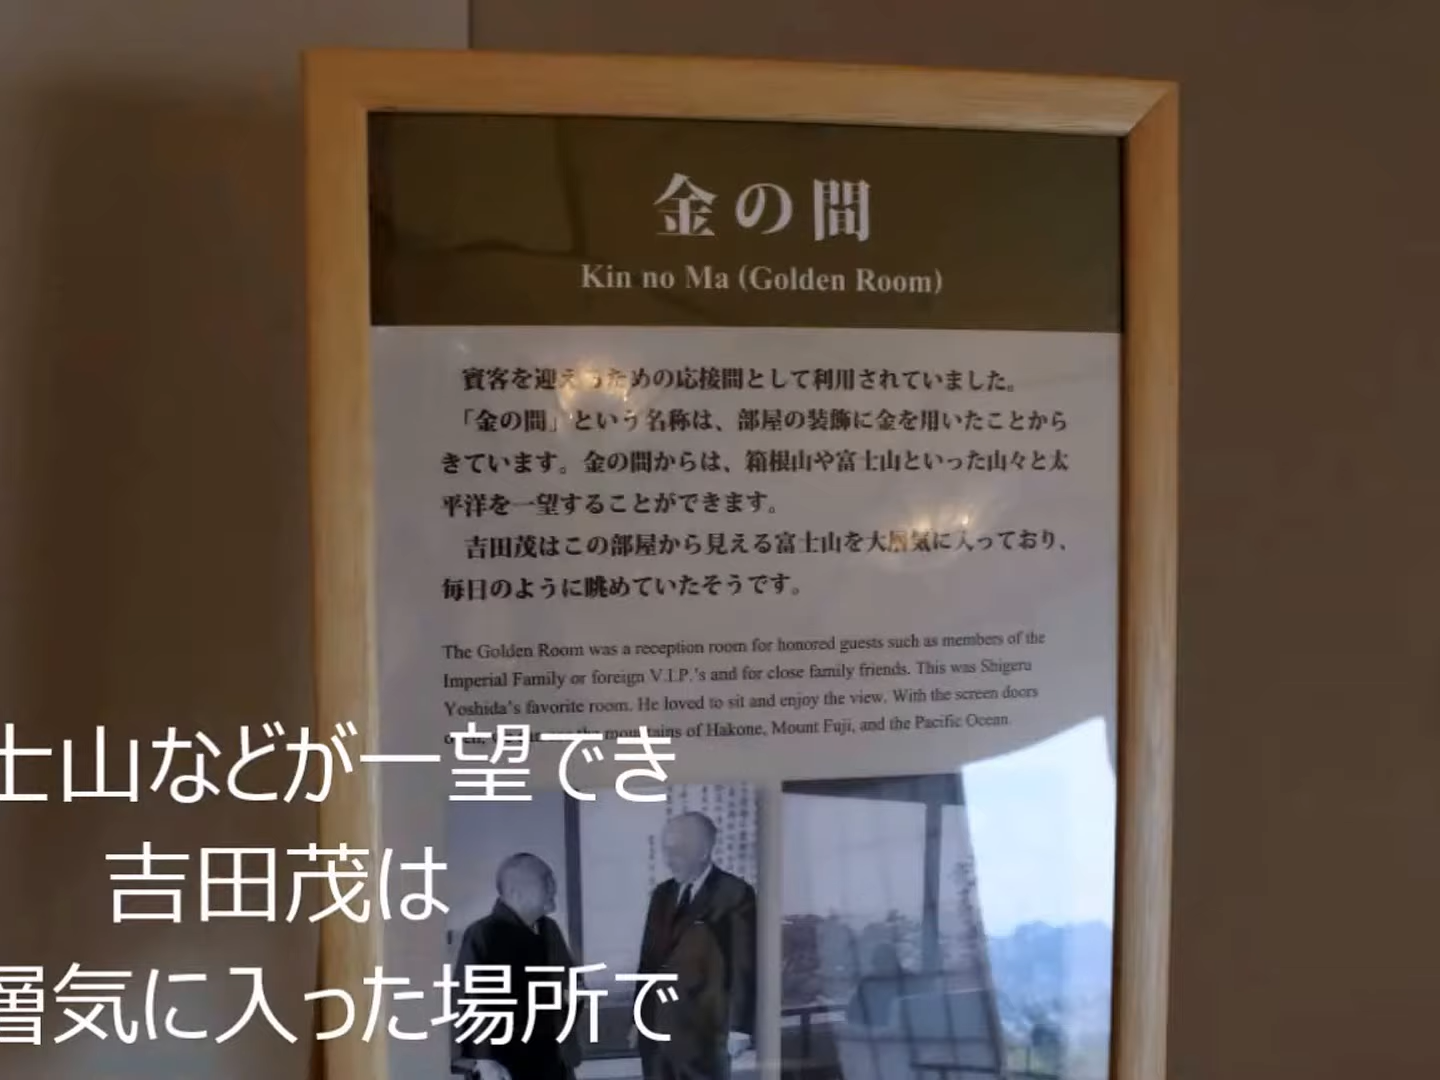 金の間
Kin no Ma (Golden Room)
賓客を迎えるための応接間として利用されていました。
「金の間」という名称は、部屋の装飾に金を用いたことから
きています。金の間からは、箱根山や富士山といった山々と太
平洋を一望することができます。
吉田茂はこの部屋から見える富士山を大層気に入っており、
毎日のように眺めていたそうです。
The Golden Room was a reception room for honored guests such as members of the
Imperial Family or foreign V.I.P.'s and for close family friends. This was Shigeru
Yoshida's favorite room. He loved to sit and enjoy the view. With the screen doors
mountains of Hakone, Mount Fuji, and the Pacific Ocean.
士山などが一望でき
吉田茂は
層気に入った場所で